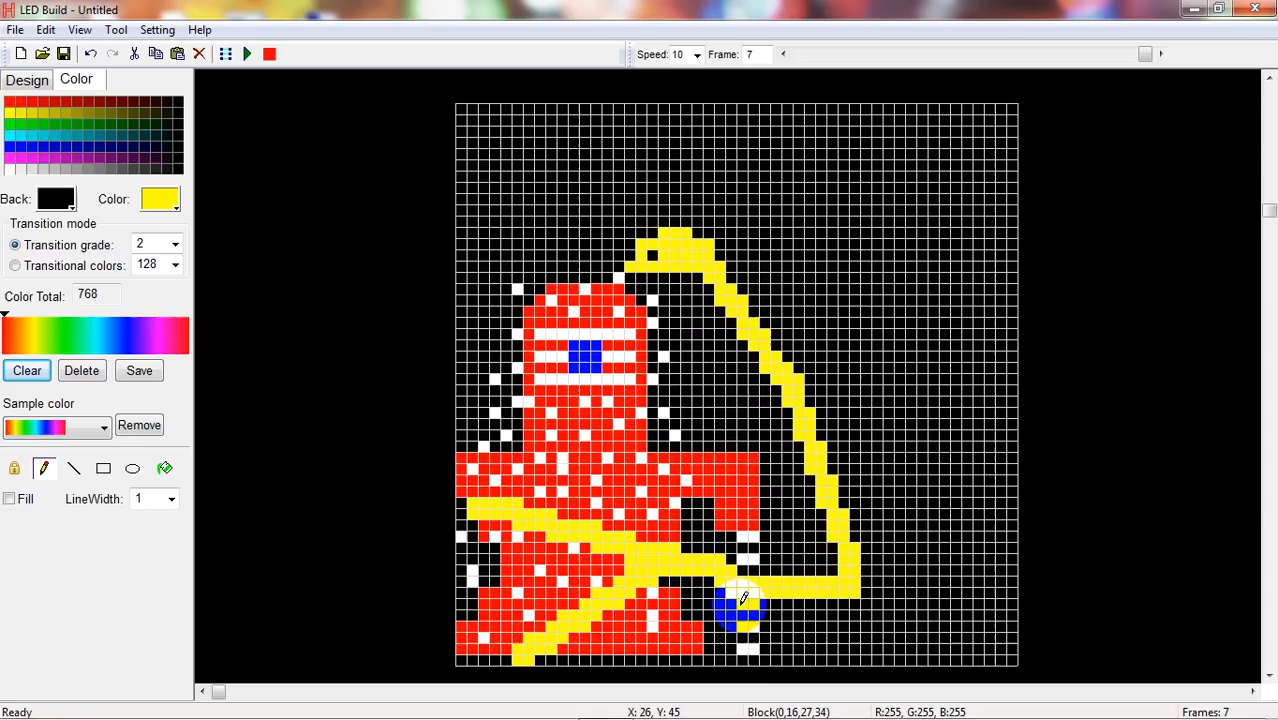 LED Build - Untitled
File Edit View Tool Setting Help
Speed: 10 Frame: 7
Design Color
Back: Color:
Transition mode
Transition grade: 2
Transitional colors: 128
Color Total: 768
Clear Delete Save
Sample color
Remove
Fill LineWidth: 1
Ready X: 26, Y: 45 Block(0,16,27,34) R:255, G:255, B:255 Frames: 7